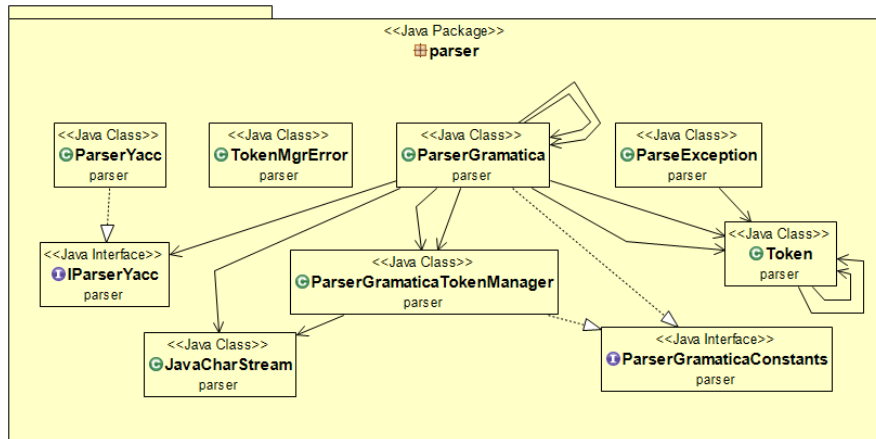 <<Java Package>>
parser
<<Java Class>>
ParserYacc
parser
<<Java Class>>
TokenMgrError
parser
<<Java Class>>
ParserGramatica
parser
<<Java Class>>
ParseException
parser
<<Java Interface>>
IParserYacc
parser
<<Java Class>>
ParserGramaticaTokenManager
parser
<<Java Class>>
Token
parser
<<Java Class>>
JavaCharStream
parser
<<Java Interface>>
ParserGramaticaConstants
parser